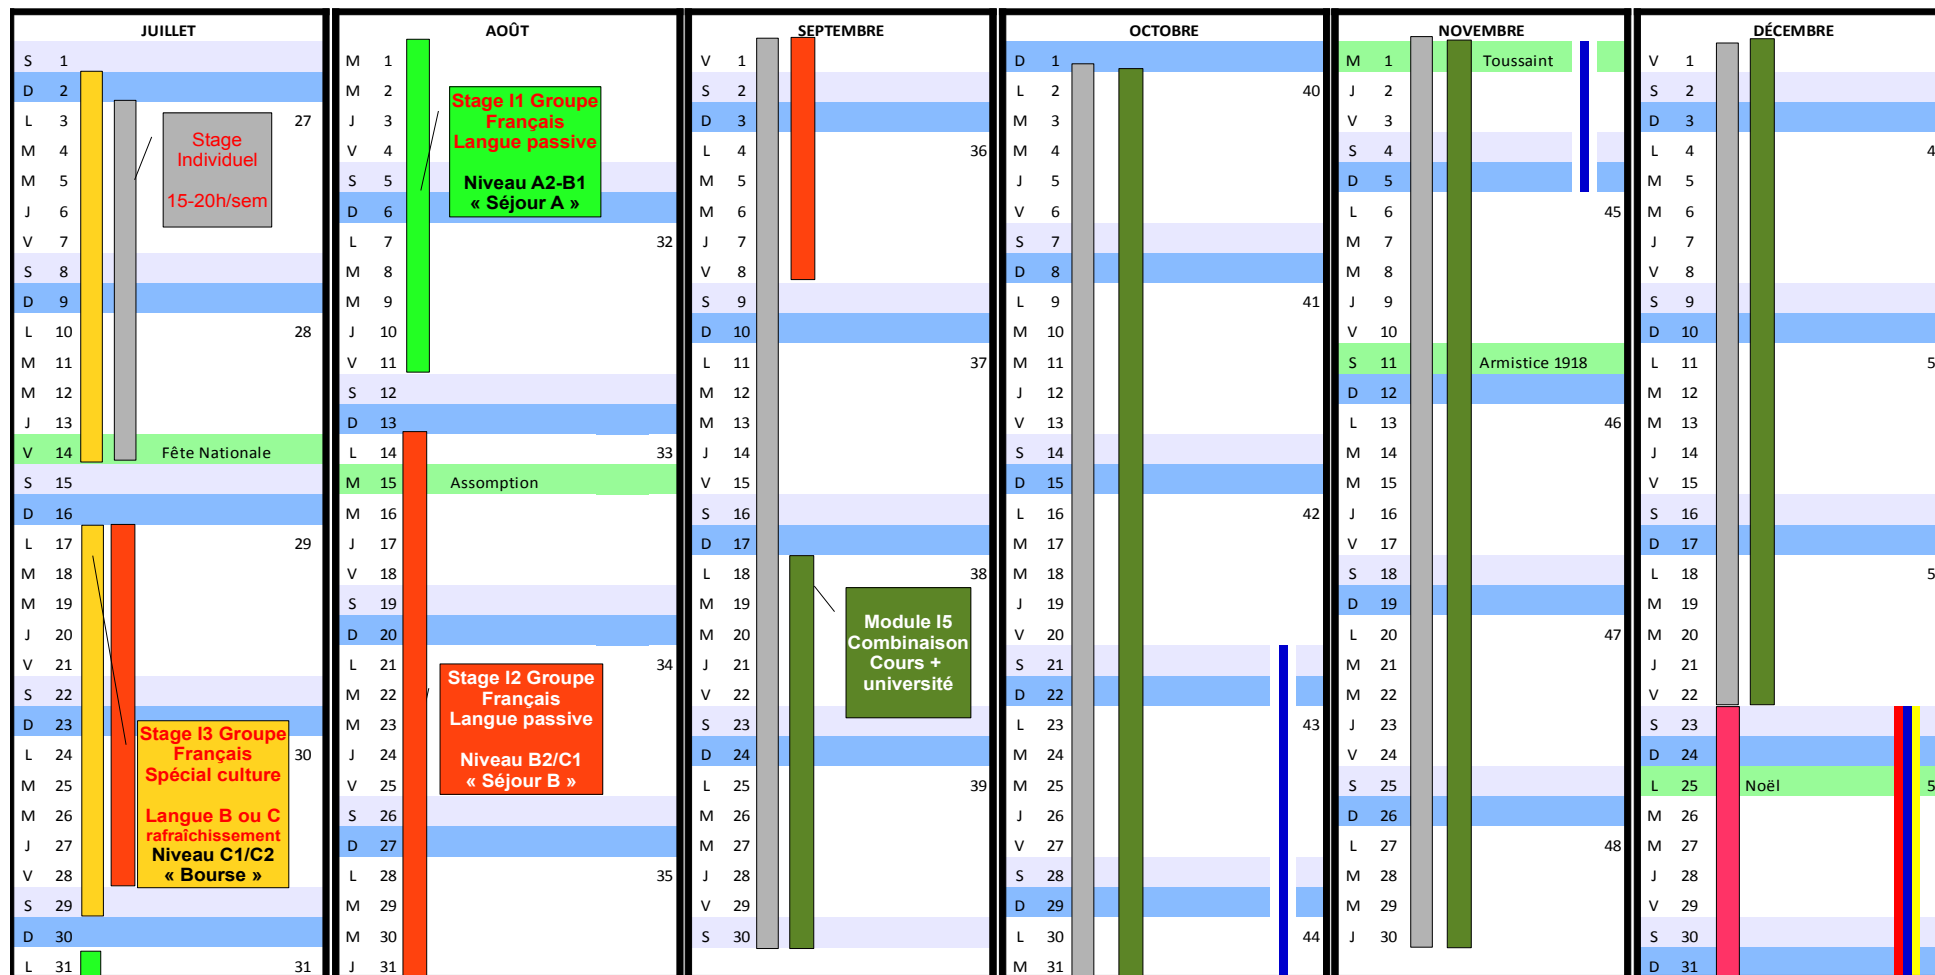 JUILLET
S 1
D 2
L 3 27
M 4
M 5
J 6
V 7
S 8
D 9
L 10 28
M 11
M 12
J 13
V 14 Fête Nationale
S 15
D 16
L 17 29
M 18
M 19
J 20
V 21
S 22
D 23
L 24 30
M 25
M 26
J 27
V 28
S 29
D 30
L 31 31
Stage
Individuel
15-20h/sem
Stage I3 Groupe
Français
Spécial culture
Langue B ou C
rafraîchissement
Niveau C1/C2
« Bourse »
AOÛT
M 1
M 2
J 3
V 4
S 5
D 6
L 7 32
M 8
M 9
J 10
V 11
S 12
D 13
L 14 33
M 15 Assomption
M 16
J 17
V 18
S 19
D 20
L 21 34
M 22
M 23
J 24
V 25
S 26
D 27
L 28 35
M 29
M 30
J 31
Stage I1 Groupe
Français
Langue passive
Niveau A2-B1
« Séjour A »
Stage I2 Groupe
Français
Langue passive
Niveau B2/C1
« Séjour B »
SEPTEMBRE
V 1
S 2
D 3
L 4 36
M 5
M 6
J 7
V 8
S 9
D 10
L 11 37
M 12
M 13
J 14
V 15
S 16
D 17
L 18 38
M 19
M 20
J 21
V 22
S 23
D 24
L 25 39
M 26
M 27
J 28
V 29
S 30
Module I5
Combinaison
Cours +
université
OCTOBRE
D 1
L 2 40
M 3
M 4
J 5
V 6
S 7
D 8
L 9 41
M 10
M 11
J 12
V 13
S 14
D 15
L 16 42
M 17
M 18
J 19
V 20
S 21
D 22
L 23 43
M 24
M 25
J 26
V 27
S 28
D 29
L 30 44
M 31
NOVEMBRE
M 1 Toussaint
J 2
V 3
S 4
D 5
L 6 45
M 7
M 8
J 9
V 10
S 11 Armistice 1918
D 12
L 13 46
M 14
M 15
J 16
V 17
S 18
D 19
L 20 47
M 21
M 22
J 23
V 24
S 25
D 26
L 27 48
M 28
M 29
J 30
DÉCEMBRE
V 1
S 2
D 3
L 4 4
M 5
M 6
J 7
V 8
S 9
D 10
L 11 5
M 12
M 13
J 14
V 15
S 16
D 17
L 18 5
M 19
M 20
J 21
V 22
S 23
D 24
L 25 Noël 5
M 26
M 27
J 28
V 29
S 30
D 31